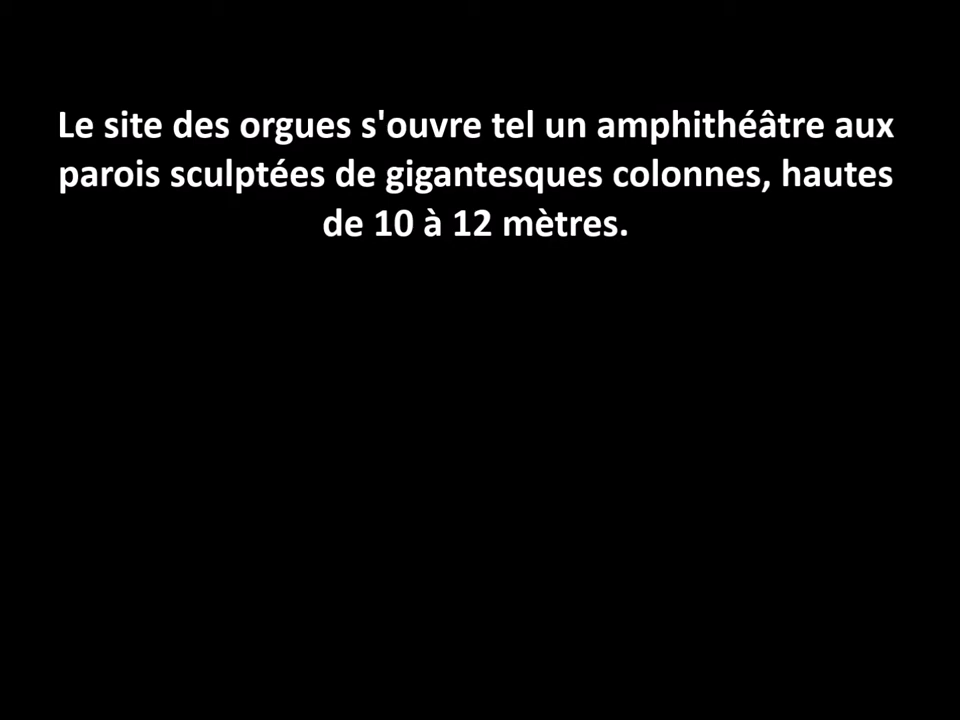 Le site des orgues s'ouvre tel un amphithéâtre aux
parois sculptées de gigantesques colonnes, hautes
de 10 à 12 mètres.